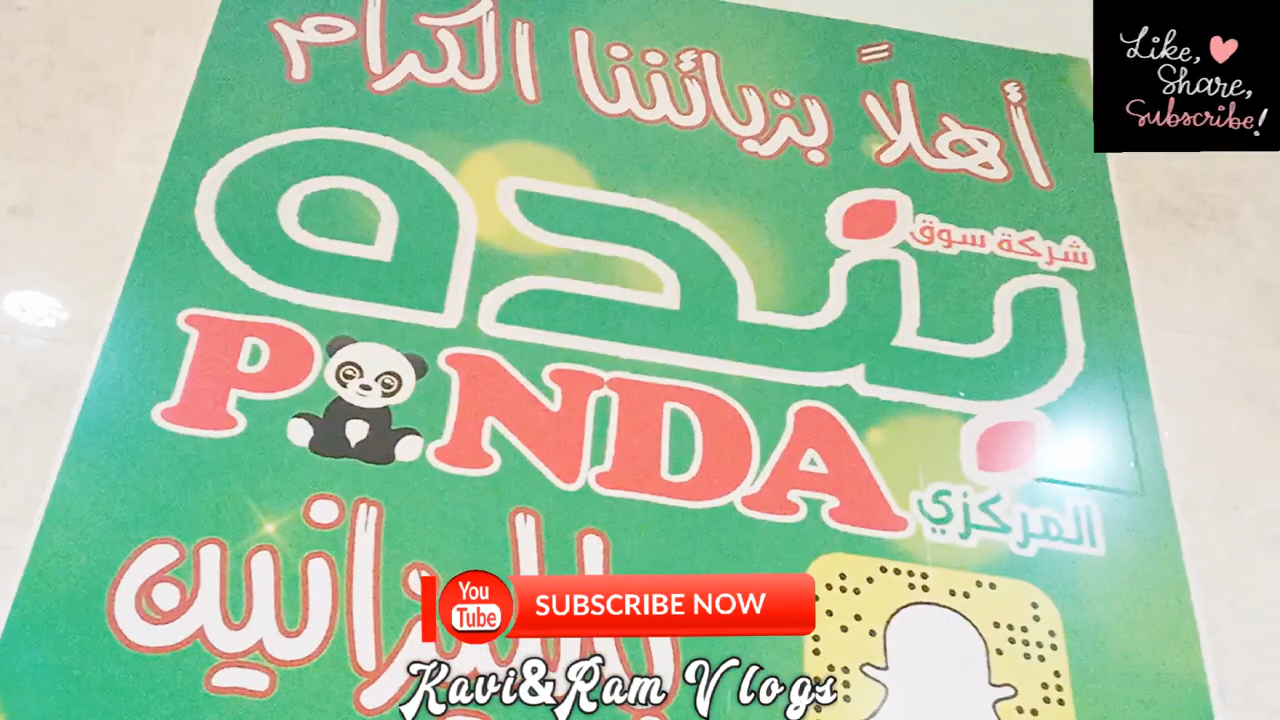 أهلاً بزبائننا الكرام
شركة سوق
بنده
PANDA
المركزي
Like,
Share,
Subscribe!
You
Tube
SUBSCRIBE NOW
Kavi&Ram Vlogs